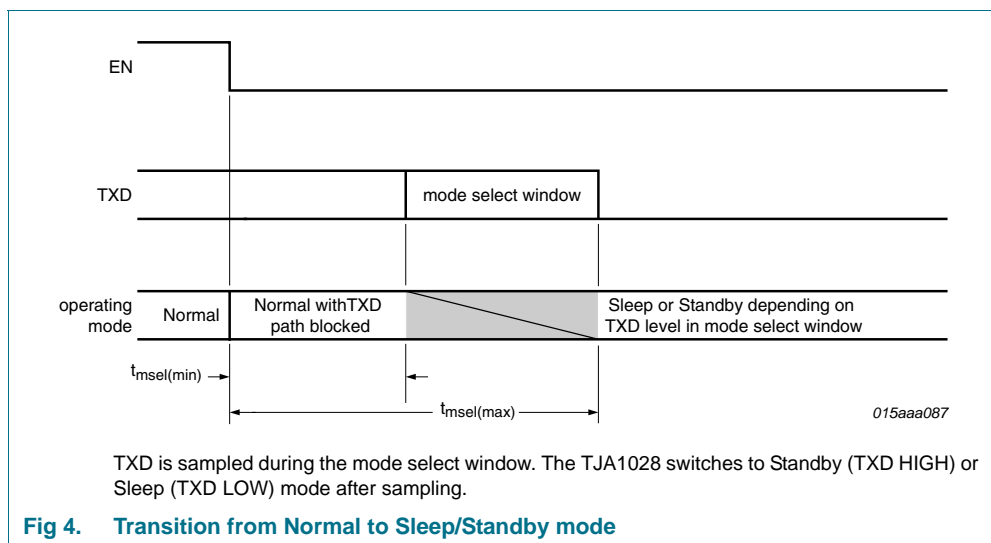 EN
TXD
mode select window
operating
mode
Normal
Normal withTXD
path blocked
Sleep or Standby depending on
TXD level in mode select window
tmsel(min)
tmsel(max)
015aaa087
TXD is sampled during the mode select window. The TJA1028 switches to Standby (TXD HIGH) or
Sleep (TXD LOW) mode after sampling.
Fig 4. Transition from Normal to Sleep/Standby mode